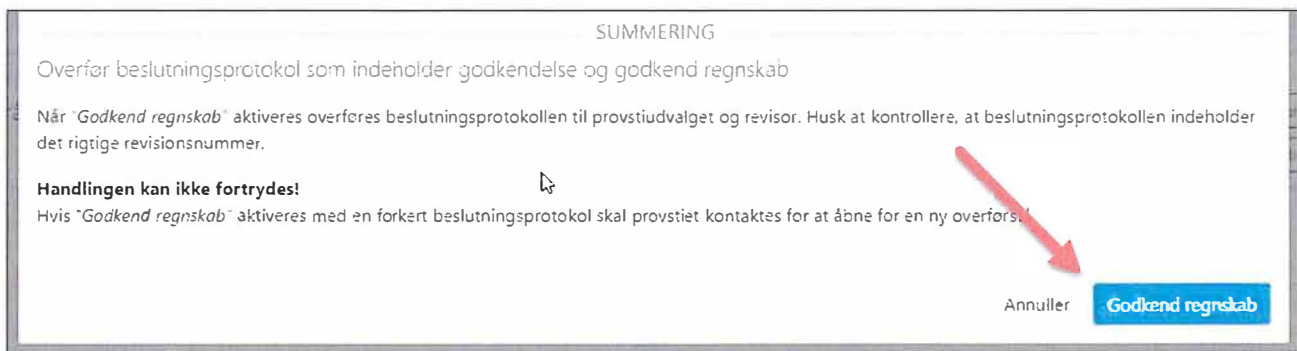 SUMMERING
Overfør beslutningsprotokol som indeholder godkendelse og godkend regnskab
Når "Godkend regnskab" aktiveres overføres beslutningsprotokollen til provstiudvalget og revisor. Husk at kontrollere, at beslutningsprotokollen indeholder
det rigtige revisionsnummer.
Handlingen kan ikke fortrydes!
Hvis "Godkend regnskab" aktiveres med en forkert beslutningsprotokol skal provstiet kontaktes for at åbne for en ny
Annuller
Godkend regnskab